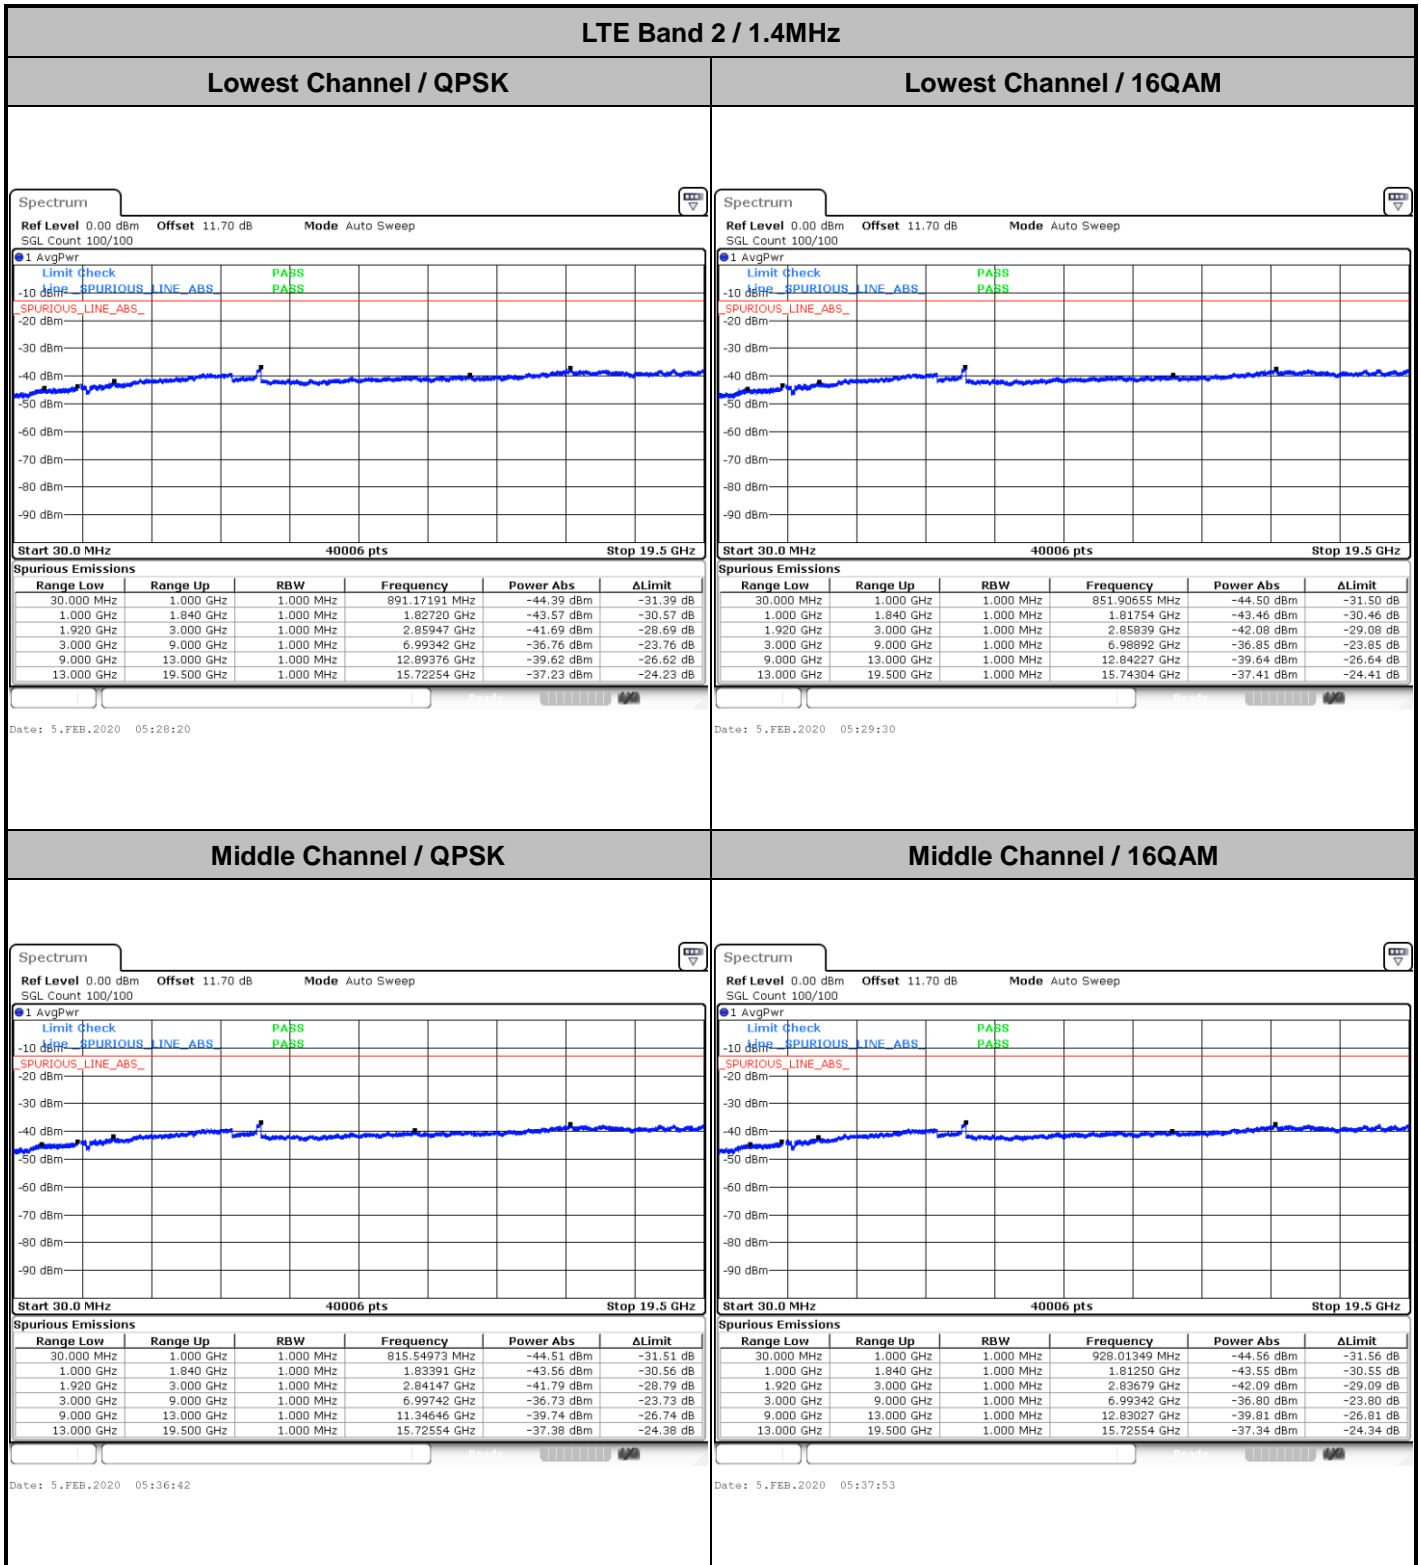 LTE Band 2 / 1.4MHz
Lowest Channel / QPSK
Lowest Channel / 16QAM
Spectrum
Ref Level 0.00 dBm Offset 11.70 dB Mode Auto Sweep
SGL Count 100/100
1 AvgPwr
Limit Check PASS
Line _SPURIOUS_LINE_ABS_ PASS
-10 dBm
_SPURIOUS_LINE_ABS_
-20 dBm
-30 dBm
-40 dBm
-50 dBm
-60 dBm
-70 dBm
-80 dBm
-90 dBm
Start 30.0 MHz 40006 pts Stop 19.5 GHz
Spurious Emissions
Range Low Range Up RBW Frequency Power Abs ΔLimit
30.000 MHz 1.000 GHz 1.000 MHz 891.17191 MHz -44.39 dBm -31.39 dB
1.000 GHz 1.840 GHz 1.000 MHz 1.82720 GHz -43.57 dBm -30.57 dB
1.920 GHz 3.000 GHz 1.000 MHz 2.85947 GHz -41.69 dBm -28.69 dB
3.000 GHz 9.000 GHz 1.000 MHz 6.99342 GHz -36.76 dBm -23.76 dB
9.000 GHz 13.000 GHz 1.000 MHz 12.89376 GHz -39.62 dBm -26.62 dB
13.000 GHz 19.500 GHz 1.000 MHz 15.72254 GHz -37.23 dBm -24.23 dB
Date: 5.FEB.2020 05:28:20
Spectrum
Ref Level 0.00 dBm Offset 11.70 dB Mode Auto Sweep
SGL Count 100/100
1 AvgPwr
Limit Check PASS
Line _SPURIOUS_LINE_ABS_ PASS
-10 dBm
_SPURIOUS_LINE_ABS_
-20 dBm
-30 dBm
-40 dBm
-50 dBm
-60 dBm
-70 dBm
-80 dBm
-90 dBm
Start 30.0 MHz 40006 pts Stop 19.5 GHz
Spurious Emissions
Range Low Range Up RBW Frequency Power Abs ΔLimit
30.000 MHz 1.000 GHz 1.000 MHz 851.90655 MHz -44.50 dBm -31.50 dB
1.000 GHz 1.840 GHz 1.000 MHz 1.81754 GHz -43.46 dBm -30.46 dB
1.920 GHz 3.000 GHz 1.000 MHz 2.85839 GHz -42.08 dBm -29.08 dB
3.000 GHz 9.000 GHz 1.000 MHz 6.98892 GHz -36.85 dBm -23.85 dB
9.000 GHz 13.000 GHz 1.000 MHz 12.84227 GHz -39.64 dBm -26.64 dB
13.000 GHz 19.500 GHz 1.000 MHz 15.74304 GHz -37.41 dBm -24.41 dB
Date: 5.FEB.2020 05:29:30
Middle Channel / QPSK
Middle Channel / 16QAM
Spectrum
Ref Level 0.00 dBm Offset 11.70 dB Mode Auto Sweep
SGL Count 100/100
1 AvgPwr
Limit Check PASS
Line _SPURIOUS_LINE_ABS_ PASS
-10 dBm
_SPURIOUS_LINE_ABS_
-20 dBm
-30 dBm
-40 dBm
-50 dBm
-60 dBm
-70 dBm
-80 dBm
-90 dBm
Start 30.0 MHz 40006 pts Stop 19.5 GHz
Spurious Emissions
Range Low Range Up RBW Frequency Power Abs ΔLimit
30.000 MHz 1.000 GHz 1.000 MHz 815.54973 MHz -44.51 dBm -31.51 dB
1.000 GHz 1.840 GHz 1.000 MHz 1.83391 GHz -43.56 dBm -30.56 dB
1.920 GHz 3.000 GHz 1.000 MHz 2.84147 GHz -41.79 dBm -28.79 dB
3.000 GHz 9.000 GHz 1.000 MHz 6.99742 GHz -36.73 dBm -23.73 dB
9.000 GHz 13.000 GHz 1.000 MHz 11.34646 GHz -39.74 dBm -26.74 dB
13.000 GHz 19.500 GHz 1.000 MHz 15.72554 GHz -37.38 dBm -24.38 dB
Date: 5.FEB.2020 05:36:42
Spectrum
Ref Level 0.00 dBm Offset 11.70 dB Mode Auto Sweep
SGL Count 100/100
1 AvgPwr
Limit Check PASS
Line _SPURIOUS_LINE_ABS_ PASS
-10 dBm
_SPURIOUS_LINE_ABS_
-20 dBm
-30 dBm
-40 dBm
-50 dBm
-60 dBm
-70 dBm
-80 dBm
-90 dBm
Start 30.0 MHz 40006 pts Stop 19.5 GHz
Spurious Emissions
Range Low Range Up RBW Frequency Power Abs ΔLimit
30.000 MHz 1.000 GHz 1.000 MHz 928.01349 MHz -44.56 dBm -31.56 dB
1.000 GHz 1.840 GHz 1.000 MHz 1.81250 GHz -43.55 dBm -30.55 dB
1.920 GHz 3.000 GHz 1.000 MHz 2.83679 GHz -42.09 dBm -29.09 dB
3.000 GHz 9.000 GHz 1.000 MHz 6.99342 GHz -36.80 dBm -23.80 dB
9.000 GHz 13.000 GHz 1.000 MHz 12.83027 GHz -39.81 dBm -26.81 dB
13.000 GHz 19.500 GHz 1.000 MHz 15.72554 GHz -37.34 dBm -24.34 dB
Date: 5.FEB.2020 05:37:53